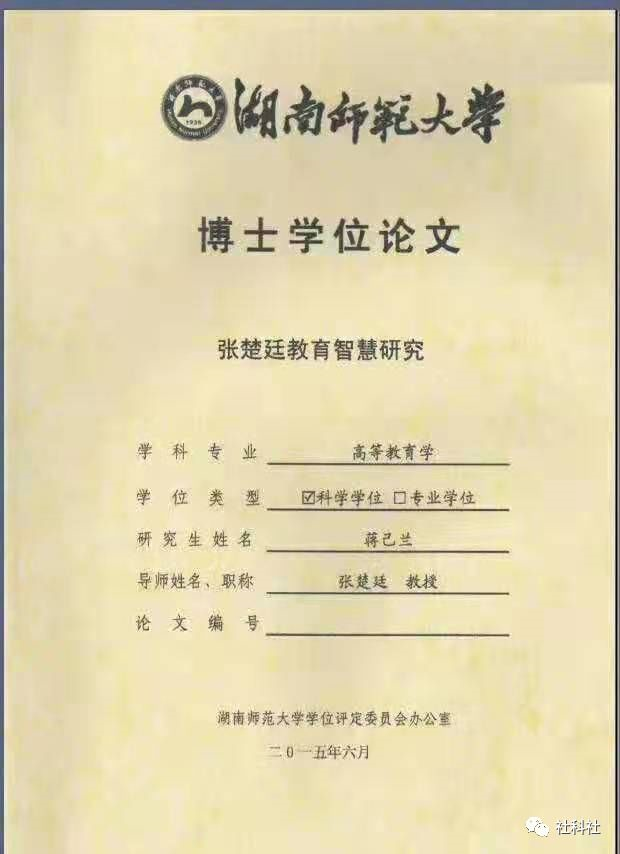 湖南师範大学
1938
博士学位论文
张楚廷教育智慧研究
学科专业 高等教育学
学位类型 ☑科学学位 □专业学位
研究生姓名 蒋己兰
导师姓名、职称 张楚廷 教授
论文编号
湖南师范大学学位评定委员会办公室
二0一五年六月
社科社